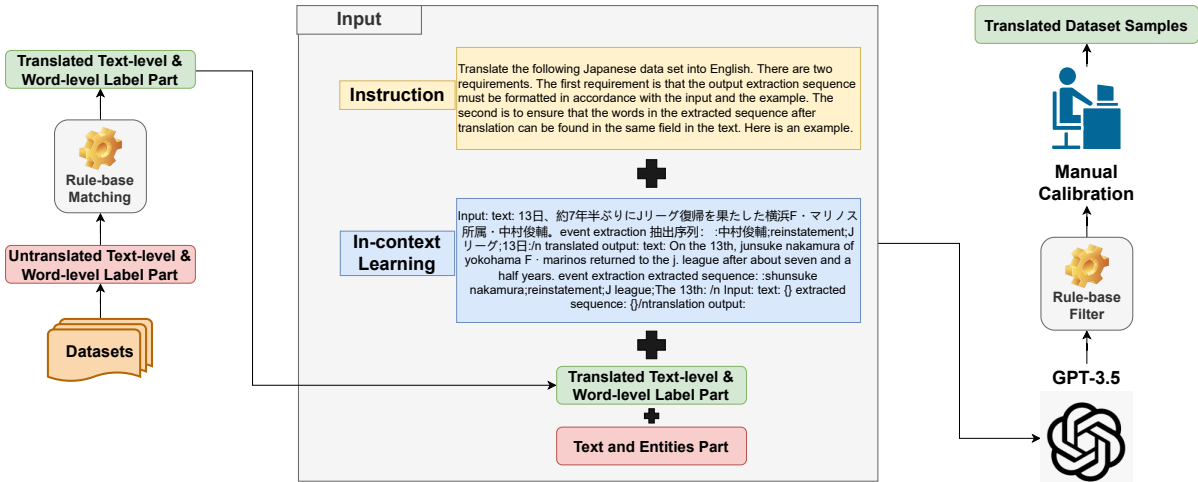 Input
Translated Text-level &
Word-level Label Part
Rule-base
Matching
Untranslated Text-level &
Word-level Label Part
Datasets
Instruction
Translate the following Japanese data set into English. There are two
requirements. The first requirement is that the output extraction sequence
must be formatted in accordance with the input and the example. The
second is to ensure that the words in the extracted sequence after
translation can be found in the same field in the text. Here is an example.
In-context
Learning
Input: text: 13日、約7年半ぶりにJリーグ復帰を果たした横浜F・マリノス
所属・中村俊輔。event extraction 抽出序列： :中村俊輔;reinstatement;J
リーグ;13日:/n translated output: text: On the 13th, junsuke nakamura of
yokohama F · marinos returned to the j. league after about seven and a
half years. event extraction extracted sequence: :shunsuke
nakamura;reinstatement;J league;The 13th: /n Input: text: {} extracted
sequence: {}/ntranslation output:
Translated Text-level &
Word-level Label Part
Text and Entities Part
Translated Dataset Samples
Manual
Calibration
Rule-base
Filter
GPT-3.5